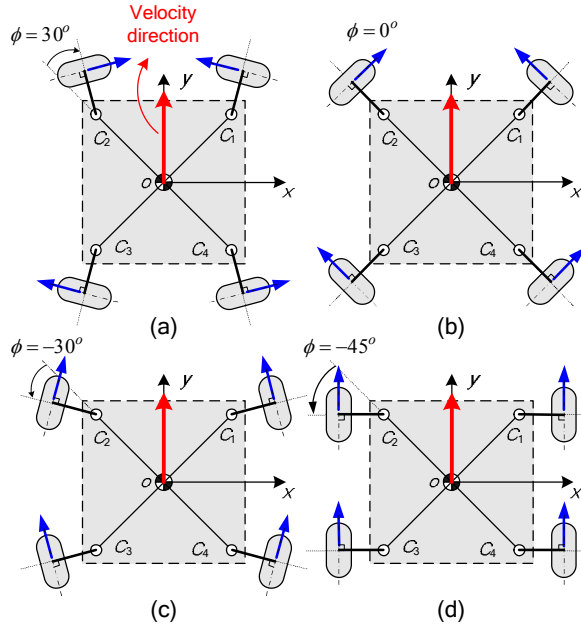 ϕ = 30°
Velocity direction
y
C₂
C₁
o
x
C₃
C₄
(a)
ϕ = 0°
y
C₂
C₁
o
x
C₃
C₄
(b)
ϕ = −30°
y
C₂
C₁
o
x
C₃
C₄
(c)
ϕ = −45°
y
C₂
C₁
o
x
C₃
C₄
(d)